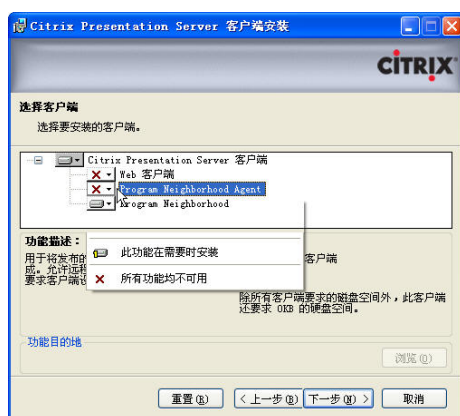 Citrix Presentation Server 客户端安装
CITRIX
选择客户端
选择要安装的客户端。
Citrix Presentation Server 客户端
Web 客户端
Program Neighborhood Agent
Program Neighborhood
功能描述：
用于将发布的
客户端
成。允许远程
要求客户端设
此功能在需要时安装
所有功能均不可用
除所有客户端要求的磁盘空间外，此客户端
还要求 0KB 的硬盘空间。
功能目的地
浏览(O)
重置(R)
< 上一步(B)
下一步(N) >
取消